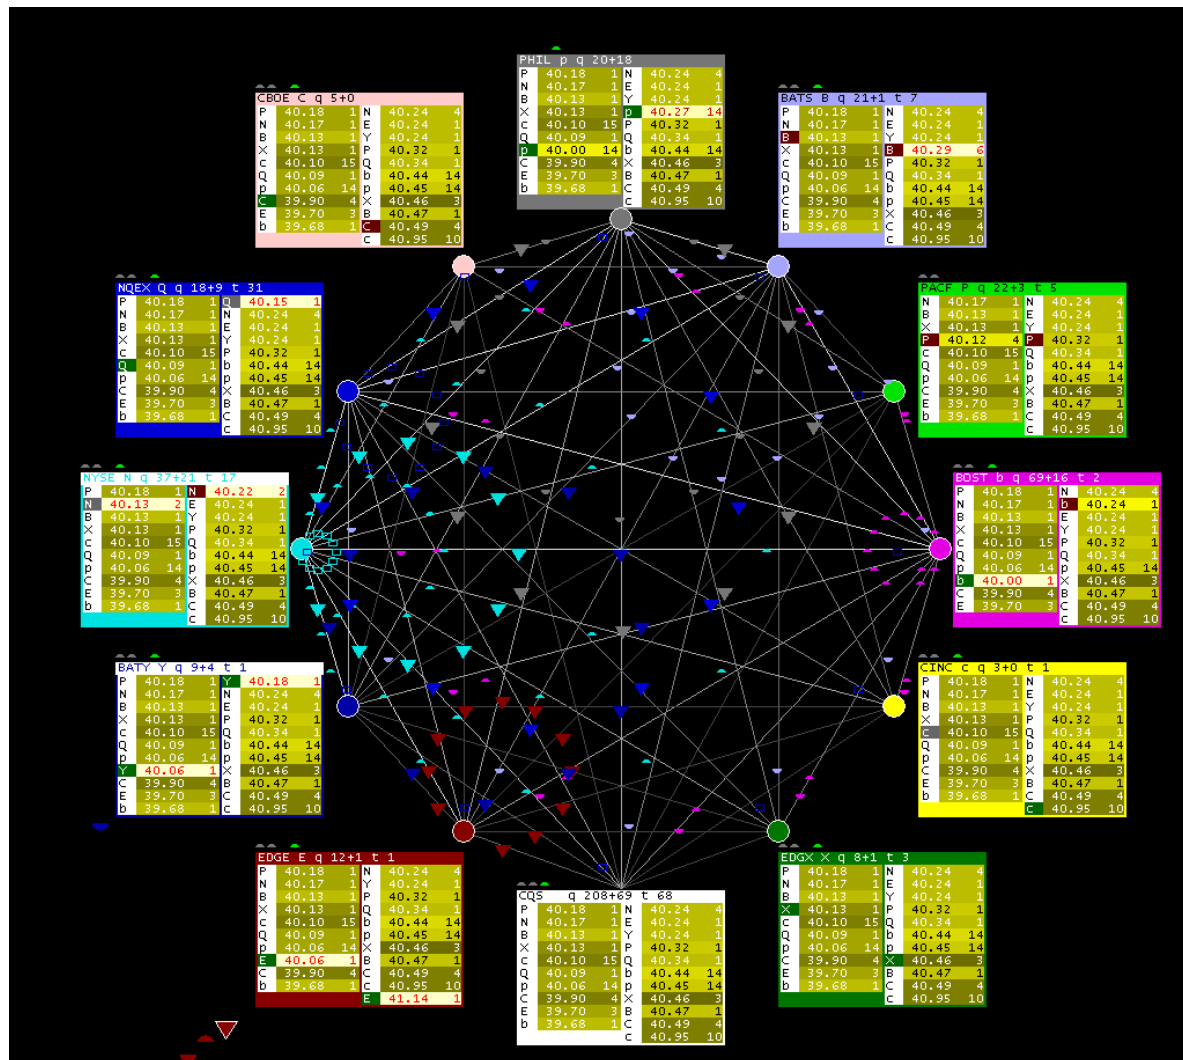 PHIL p q 20+18
P 40.18 1 N 40.24 4
N 40.17 1 E 40.24 1
B 40.13 1 Y 40.24 1
X 40.13 1 p 40.27 14
c 40.10 15 P 40.32 1
Q 40.09 1 Q 40.34 1
p 40.00 14 b 40.44 14
C 39.90 4 X 40.46 3
E 39.70 3 B 40.47 1
b 39.68 1 C 40.49 4
c 40.95 10
CBOE C q 5+0
P 40.18 1 N 40.24 4
N 40.17 1 E 40.24 1
B 40.13 1 Y 40.24 1
X 40.13 1 P 40.32 1
c 40.10 15 Q 40.34 1
Q 40.09 1 b 40.44 14
p 40.06 14 p 40.45 14
C 39.90 4 X 40.46 3
E 39.70 3 B 40.47 1
b 39.68 1 C 40.49 4
c 40.95 10
BATS B q 21+1 t 7
P 40.18 1 N 40.24 4
N 40.17 1 E 40.24 1
B 40.13 1 Y 40.24 1
X 40.13 1 B 40.29 6
c 40.10 15 P 40.32 1
Q 40.09 1 Q 40.34 1
p 40.06 14 b 40.44 14
C 39.90 4 p 40.45 14
E 39.70 3 X 40.46 3
b 39.68 1 C 40.49 4
c 40.95 10
NQEX Q q 18+9 t 31
P 40.18 1 Q 40.15 1
N 40.17 1 N 40.24 4
B 40.13 1 E 40.24 1
X 40.13 1 Y 40.24 1
c 40.10 15 P 40.32 1
Q 40.09 1 b 40.44 14
p 40.06 14 p 40.45 14
C 39.90 4 X 40.46 3
E 39.70 3 B 40.47 1
b 39.68 1 C 40.49 4
c 40.95 10
PACF P q 22+3 t 5
N 40.17 1 N 40.24 4
B 40.13 1 E 40.24 1
X 40.13 1 Y 40.24 1
P 40.12 4 P 40.32 1
c 40.10 15 Q 40.34 1
Q 40.09 1 b 40.44 14
p 40.06 14 p 40.45 14
C 39.90 4 X 40.46 3
E 39.70 3 B 40.47 1
b 39.68 1 C 40.49 4
c 40.95 10
NYSE N q 37+21 t 17
P 40.18 1 N 40.22 2
N 40.13 2 E 40.24 1
B 40.13 1 Y 40.24 1
X 40.13 1 P 40.32 1
c 40.10 15 Q 40.34 1
Q 40.09 1 b 40.44 14
p 40.06 14 p 40.45 14
C 39.90 4 X 40.46 3
E 39.70 3 B 40.47 1
b 39.68 1 C 40.49 4
c 40.95 10
BOST b q 69+16 t 2
P 40.18 1 N 40.24 4
N 40.17 1 b 40.24 1
B 40.13 1 E 40.24 1
X 40.13 1 Y 40.24 1
c 40.10 15 P 40.32 1
Q 40.09 1 Q 40.34 1
p 40.06 14 p 40.45 14
b 40.00 1 X 40.46 3
C 39.90 4 B 40.47 1
E 39.70 3 C 40.49 4
c 40.95 10
BATY Y q 9+4 t 1
P 40.18 1 Y 40.18 1
N 40.17 1 N 40.24 4
B 40.13 1 E 40.24 1
X 40.13 1 P 40.32 1
c 40.10 15 Q 40.34 1
Q 40.09 1 b 40.44 14
p 40.06 14 p 40.45 14
Y 40.06 1 X 40.46 3
C 39.90 4 B 40.47 1
E 39.70 3 C 40.49 4
b 39.68 1 c 40.95 10
CINC c q 3+0 t 1
P 40.18 1 N 40.24 4
N 40.17 1 E 40.24 1
B 40.13 1 Y 40.24 1
X 40.13 1 P 40.32 1
c 40.10 15 Q 40.34 1
Q 40.09 1 b 40.44 14
p 40.06 14 p 40.45 14
C 39.90 4 X 40.46 3
E 39.70 3 B 40.47 1
b 39.68 1 C 40.49 4
c 40.95 10
EDGE E q 12+1 t 1
P 40.18 1 N 40.24 4
N 40.17 1 Y 40.24 1
B 40.13 1 P 40.32 1
X 40.13 1 Q 40.34 1
c 40.10 15 b 40.44 14
Q 40.09 1 p 40.45 14
p 40.06 14 X 40.46 3
E 40.06 1 B 40.47 1
C 39.90 4 C 40.49 4
b 39.68 1 c 40.95 10
E 41.14 1
CQS q 208+69 t 68
P 40.18 1 N 40.24 4
N 40.17 1 E 40.24 1
B 40.13 1 Y 40.24 1
X 40.13 1 P 40.32 1
c 40.10 15 Q 40.34 1
Q 40.09 1 b 40.44 14
p 40.06 14 p 40.45 14
C 39.90 4 X 40.46 3
E 39.70 3 B 40.47 1
b 39.68 1 C 40.49 4
c 40.95 10
EDGX X q 8+1 t 3
P 40.18 1 N 40.24 4
N 40.17 1 E 40.24 1
B 40.13 1 Y 40.24 1
X 40.13 1 P 40.32 1
c 40.10 15 Q 40.34 1
Q 40.09 1 b 40.44 14
p 40.06 14 p 40.45 14
C 39.90 4 X 40.46 3
E 39.70 3 B 40.47 1
b 39.68 1 C 40.49 4
c 40.95 10